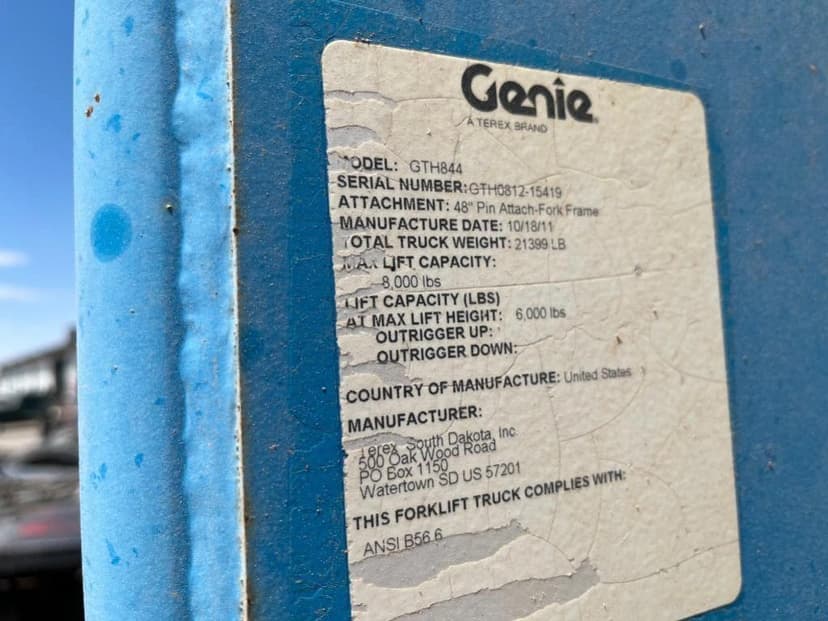 Genie
A TEREX BRAND
MODEL: GTH844
SERIAL NUMBER: GTH0812-15419
ATTACHMENT: 48" Pin Attach-Fork Frame
MANUFACTURE DATE: 10/18/11
TOTAL TRUCK WEIGHT: 21399 LB
MAX LIFT CAPACITY:
8,000 lbs
LIFT CAPACITY (LBS)
AT MAX LIFT HEIGHT: 6,000 lbs
OUTRIGGER UP:
OUTRIGGER DOWN:
COUNTRY OF MANUFACTURE: United States
MANUFACTURER:
Terex South Dakota, Inc.
500 Oak Wood Road
PO Box 1150
Watertown SD US 57201
THIS FORKLIFT TRUCK COMPLIES WITH:
ANSI B56.6